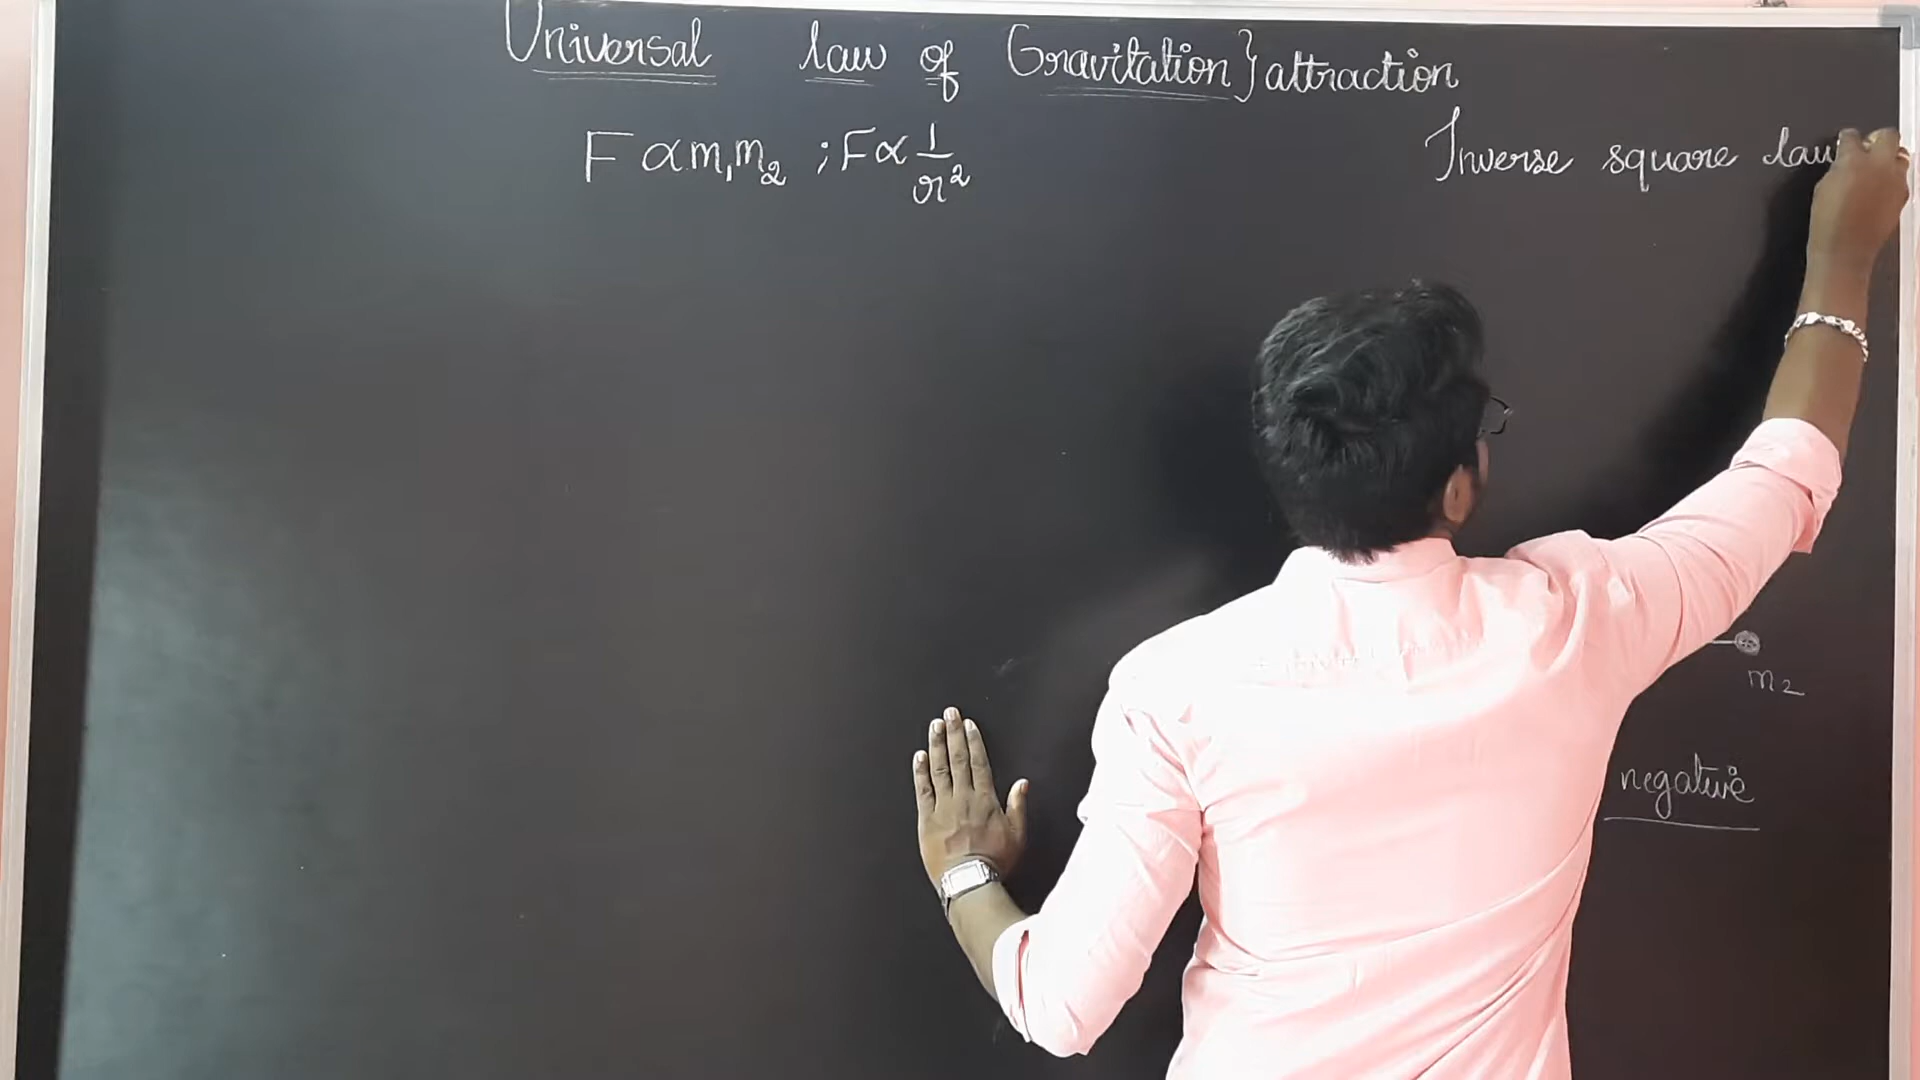 Universal law of Gravitation } attraction
F ∝ m₁m₂ ; F ∝ 1/r²
Inverse square law
m₂
negative